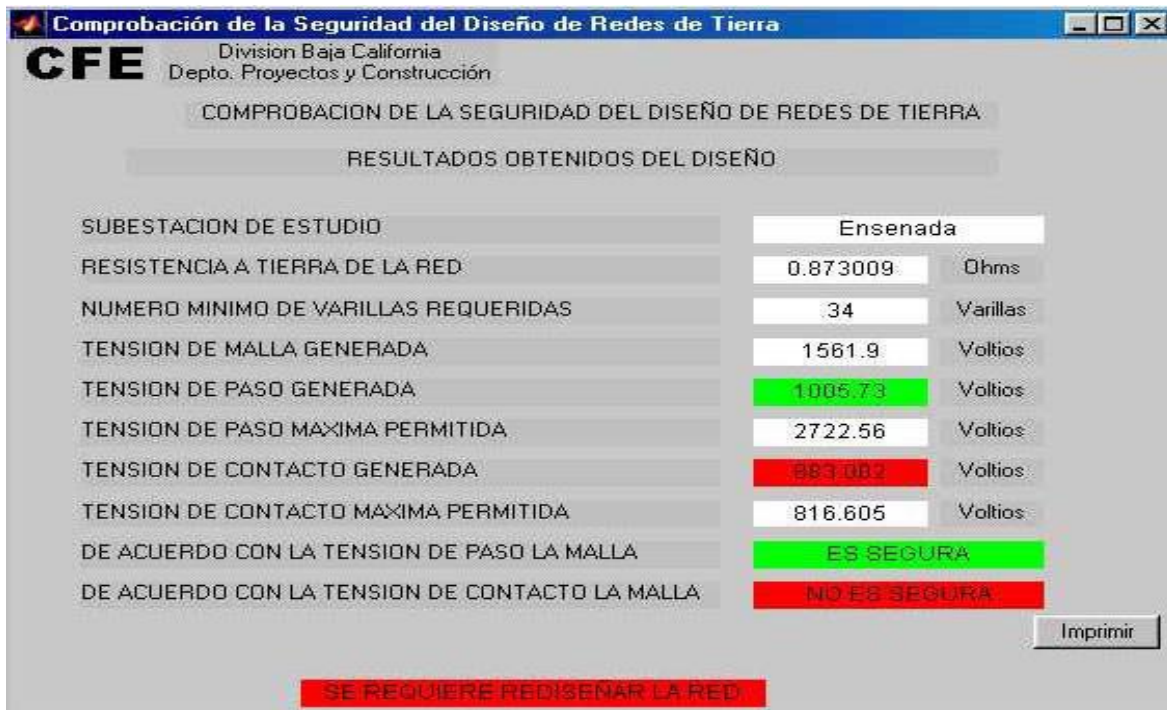 Comprobación de la Seguridad del Diseño de Redes de Tierra
CFE
Division Baja California
Depto. Proyectos y Construcción
COMPROBACION DE LA SEGURIDAD DEL DISEÑO DE REDES DE TIERRA
RESULTADOS OBTENIDOS DEL DISEÑO
SUBESTACION DE ESTUDIO Ensenada
RESISTENCIA A TIERRA DE LA RED 0.873009 Ohms
NUMERO MINIMO DE VARILLAS REQUERIDAS 34 Varillas
TENSION DE MALLA GENERADA 1561.9 Voltios
TENSION DE PASO GENERADA 1005.73 Voltios
TENSION DE PASO MAXIMA PERMITIDA 2722.56 Voltios
TENSION DE CONTACTO GENERADA Voltios
TENSION DE CONTACTO MAXIMA PERMITIDA 816.605 Voltios
DE ACUERDO CON LA TENSION DE PASO LA MALLA ES SEGURA
DE ACUERDO CON LA TENSION DE CONTACTO LA MALLA NO ES SEGURA
Imprimir
SE REQUIERE REDISEÑAR LA RED